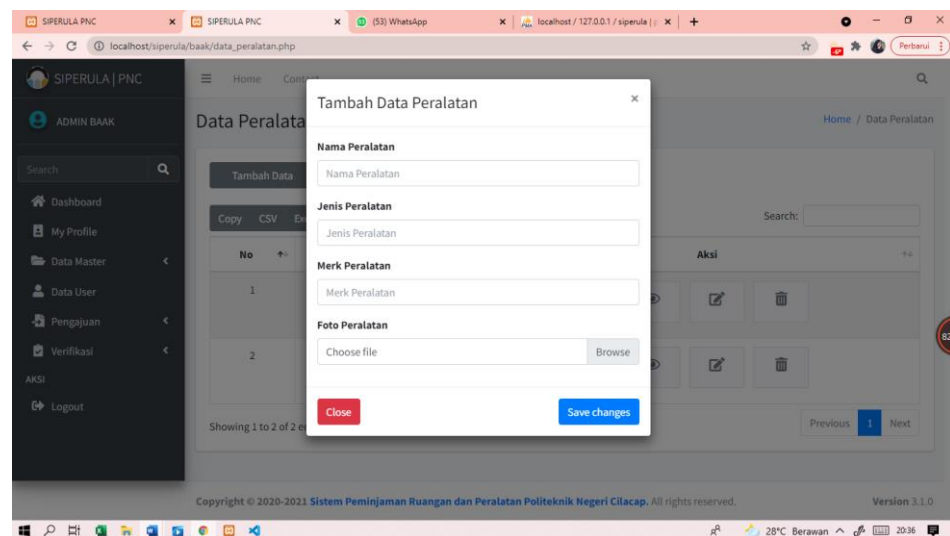 SIPERULA PNC
SIPERULA PNC
(53) WhatsApp
localhost / 127.0.0.1 / siperula |
localhost/siperula/baak/data_peralatan.php
Perbarui
SIPERULA | PNC
Home
ADMIN BAAK
Data Peralata
Home / Data Peralatan
Search
Dashboard
My Profile
Data Master
Data User
Pengajuan
Verifikasi
AKSI
Logout
Tambah Data
Copy CSV
Search:
No
Aksi
1
2
Tambah Data Peralatan
×
Nama Peralatan
Nama Peralatan
Jenis Peralatan
Jenis Peralatan
Merk Peralatan
Merk Peralatan
Foto Peralatan
Choose file Browse
Close Save changes
82
Showing 1 to 2 of 2
Previous 1 Next
Copyright © 2020-2021 Sistem Peminjaman Ruangan dan Peralatan Politeknik Negeri Cilacap. All rights reserved.
Version 3.1.0
28°C Berawan 20:36